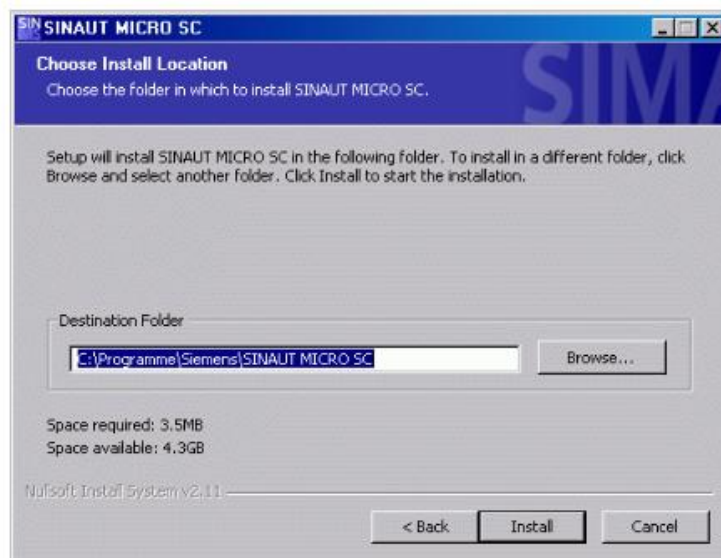 SIN SINAUT MICRO SC
Choose Install Location
Choose the folder in which to install SINAUT MICRO SC.
SIMA
Setup will install SINAUT MICRO SC in the following folder. To install in a different folder, click
Browse and select another folder. Click Install to start the installation.
Destination Folder
C:\Programme\Siemens\SINAUT MICRO SC
Browse...
Space required: 3.5MB
Space available: 4.3GB
Nullsoft Install System v2.11
< Back Install Cancel